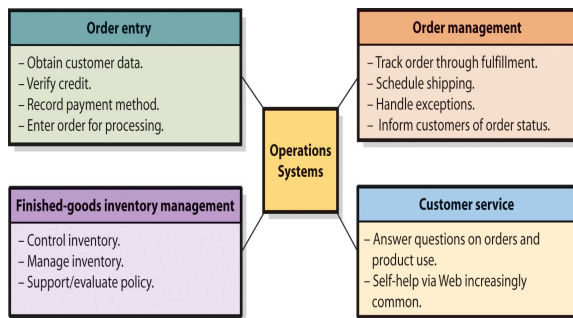 Order entry
– Obtain customer data.
– Verify credit.
– Record payment method.
– Enter order for processing.
Order management
– Track order through fulfillment.
– Schedule shipping.
– Handle exceptions.
– Inform customers of order status.
Operations
Systems
Finished-goods inventory management
– Control inventory.
– Manage inventory.
– Support/evaluate policy.
Customer service
– Answer questions on orders and
product use.
– Self-help via Web increasingly
common.